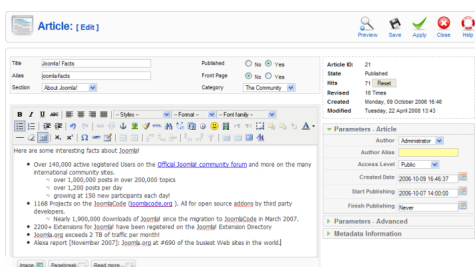 Article: [ Edit ]
Preview Save Apply Close Help
Title Joomla! Facts Published No Yes
Alias joomla-facts Front Page No Yes
Section About Joomla! Category The Community
Article ID: 21
State Published
Hits 71 Reset
Revised 16 Times
Created Monday, 09 October 2006 16:46
Modified Tuesday, 22 April 2008 13:43
B I U ABC -- Styles -- -- Format -- -- Font family --
Here are some interesting facts about Joomla!
Over 140,000 active registered Users on the Official Joomla! community forum and more on the many
international community sites.
over 1,000,000 posts in over 200,000 topics
over 1,200 posts per day
growing at 150 new participants each day!
1168 Projects on the JoomlaCode (joomlacode.org ). All for open source addons by third party
developers.
Nearly 1,900,000 downloads of Joomla! since the migration to JoomlaCode in March 2007.
2200+ Extensions for Joomla! have been registered on the Joomla! Extension Directory
Joomla.org exceeds 2 TB of traffic per month!
Alexa report [November 2007]: Joomla.org at #690 of the busiest Web sites in the world.
Image Pagebreak Read more...
Parameters - Article
Author Administrator
Author Alias
Access Level Public
Created Date 2006-10-09 16:46:37
Start Publishing 2006-10-07 14:00:00
Finish Publishing Never
Parameters - Advanced
Metadata Information